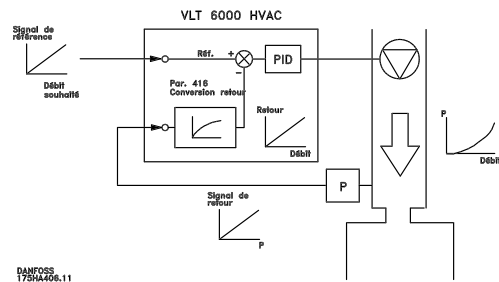 VLT 6000 HVAC
Signal de
référence
Débit
souhaité
Réf.
+
−
PID
Par. 416
Conversion retour
Retour
Débit
P
Débit
P
Signal de
retour
P
DANFOSS
175HA406.11